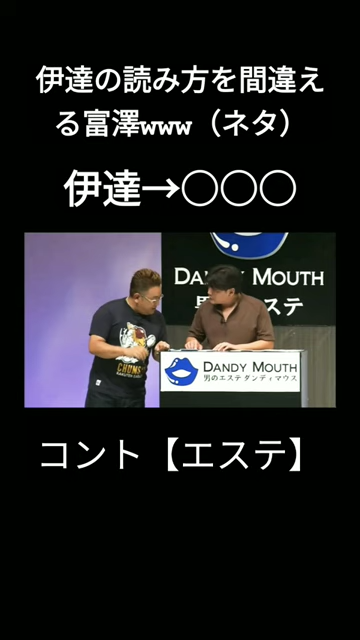 伊達の読み方を間違え
る富澤www（ネタ）
伊達→○○○
DANDY MOUTH
男のエステ
CHUMS
DANDY MOUTH
男のエステ ダンディマウス
コント【エステ】